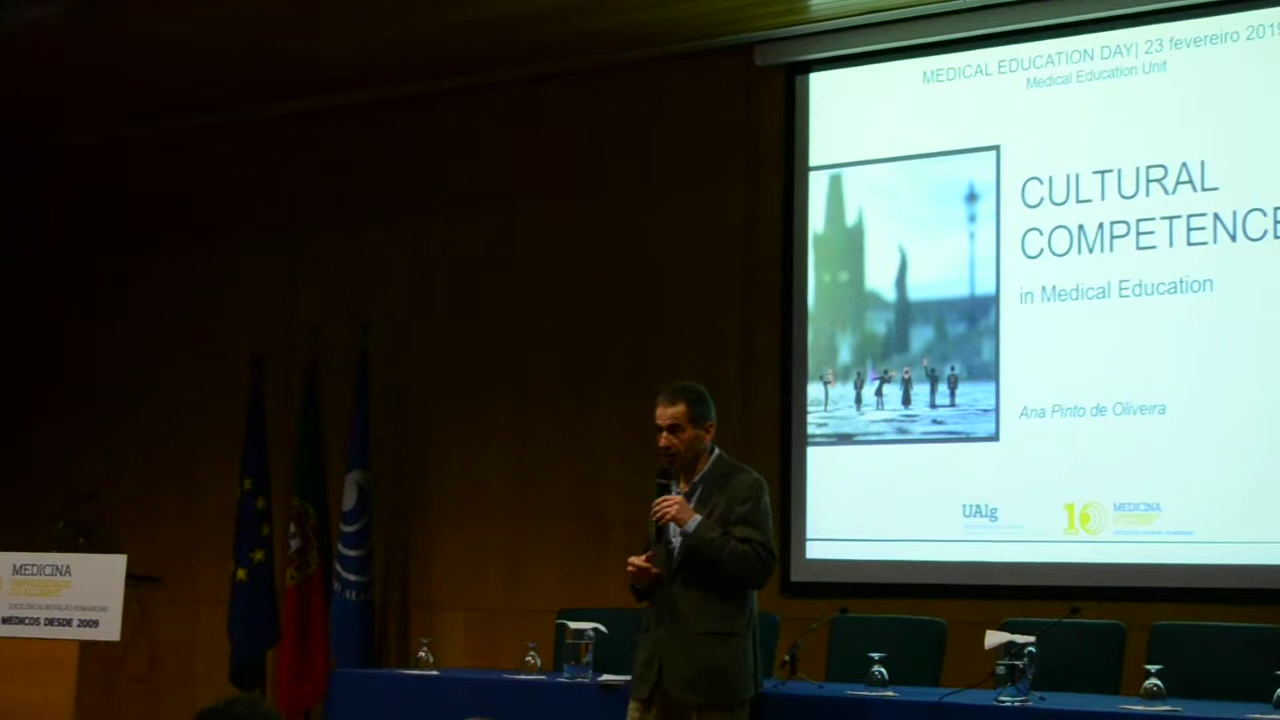 MEDICAL EDUCATION DAY| 23 fevereiro 2019
Medical Education Unit
CULTURAL
COMPETENCE
in Medical Education
Ana Pinto de Oliveira
UAlg
10
MEDICINA
MEDICINA
MÉDICOS DESDE 2009